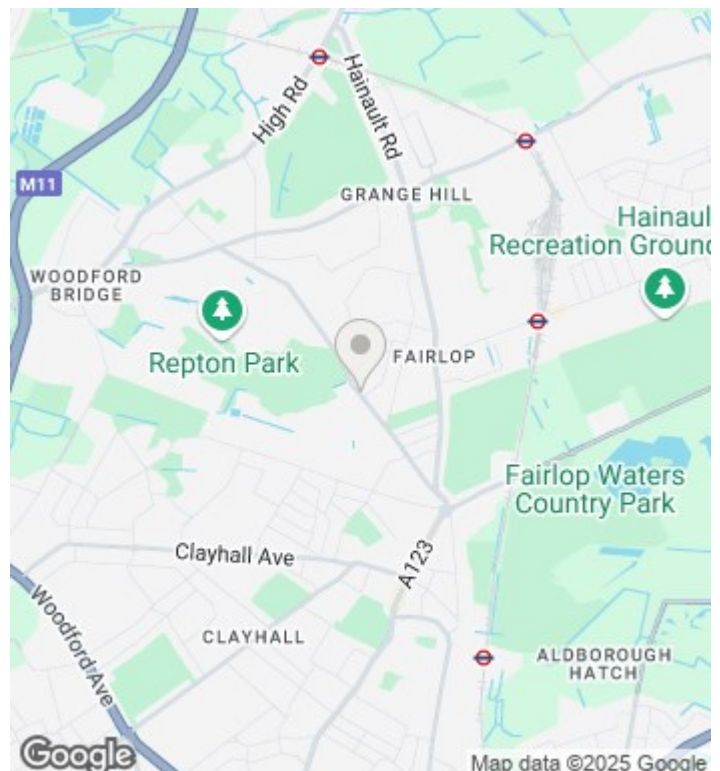 High Rd
Hainault Rd
M11
GRANGE HILL
Hainaul
Recreation Ground
WOODFORD
BRIDGE
Repton Park
FAIRLOP
Fairlop Waters
Country Park
Clayhall Ave
A123
Woodford Ave
CLAYHALL
ALDBOROUGH
HATCH
Google
Map data ©2025 Google